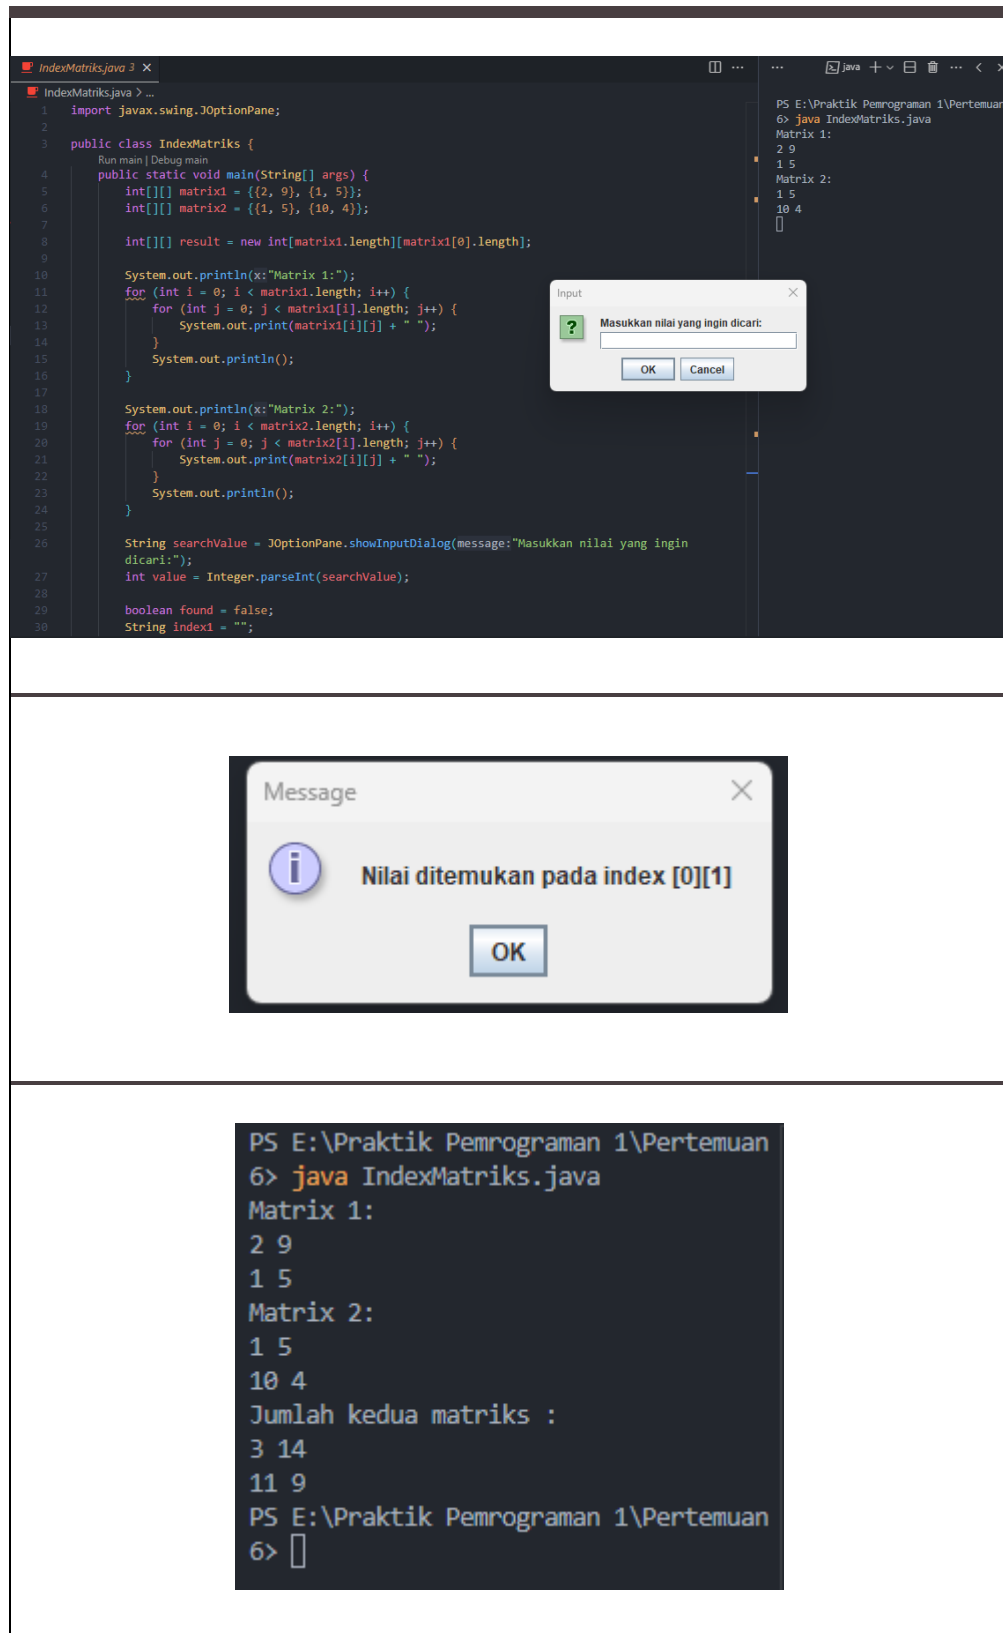 IndexMatriks.java 3
IndexMatriks.java > ...
1 import javax.swing.JOptionPane;
2
3 public class IndexMatriks {
Run main | Debug main
4 public static void main(String[] args) {
5 int[][] matrix1 = {{2, 9}, {1, 5}};
6 int[][] matrix2 = {{1, 5}, {10, 4}};
7
8 int[][] result = new int[matrix1.length][matrix1[0].length];
9
10 System.out.println(x:"Matrix 1:");
11 for (int i = 0; i < matrix1.length; i++) {
12 for (int j = 0; j < matrix1[i].length; j++) {
13 System.out.print(matrix1[i][j] + " ");
14 }
15 System.out.println();
16 }
17
18 System.out.println(x:"Matrix 2:");
19 for (int i = 0; i < matrix2.length; i++) {
20 for (int j = 0; j < matrix2[i].length; j++) {
21 System.out.print(matrix2[i][j] + " ");
22 }
23 System.out.println();
24 }
25
26 String searchValue = JOptionPane.showInputDialog(message:"Masukkan nilai yang ingin
dicari:");
27 int value = Integer.parseInt(searchValue);
28
29 boolean found = false;
30 String index1 = "";
java
PS E:\Praktik Pemrograman 1\Pertemuan
6> java IndexMatriks.java
Matrix 1:
2 9
1 5
Matrix 2:
1 5
10 4
Input
Masukkan nilai yang ingin dicari:
OK Cancel
Message
Nilai ditemukan pada index [0][1]
OK
PS E:\Praktik Pemrograman 1\Pertemuan
6> java IndexMatriks.java
Matrix 1:
2 9
1 5
Matrix 2:
1 5
10 4
Jumlah kedua matriks :
3 14
11 9
PS E:\Praktik Pemrograman 1\Pertemuan
6>